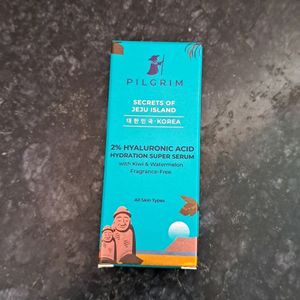 PILGRIM
SECRETS OF
JEJU ISLAND
대한민국·KOREA
2% HYALURONIC ACID
HYDRATION SUPER SERUM
with Kiwi & Watermelon
Fragrance-Free
All Skin Types